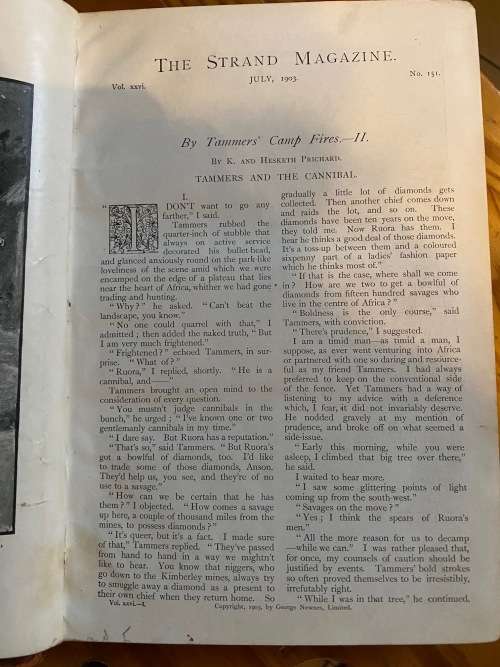 THE STRAND MAGAZINE.
Vol. xxvi.
JULY, 1903.
No. 151.
By Tammers' Camp Fires.—II.
BY K. AND HESKETH PRICHARD.
TAMMERS AND THE CANNIBAL.
I.
"I DON'T want to go any
farther," I said.
Tammers rubbed the
quarter-inch of stubble that
always on active service
decorated his bullet-head,
and glanced anxiously round on the park-like
loveliness of the scene amid which we were
encamped on the edge of a plateau that lies
near the heart of Africa, whither we had gone
trading and hunting.
"Why?" he asked. "Can't beat the
landscape, you know."
"No one could quarrel with that," I
admitted; then added the naked truth, "But
I am very much frightened."
"Frightened?" echoed Tammers, in sur-
prise. "What of?"
"Ruora," I replied, shortly. "He is a
cannibal, and——"
Tammers brought an open mind to the
consideration of every question.
"You mustn't judge cannibals in the
bunch," he urged; "I've known one or two
gentlemanly cannibals in my time."
"I dare say. But Ruora has a reputation."
"That's so," said Tammers. "But Ruora's
got a bowlful of diamonds, too. I'd like
to trade some of those diamonds, Anson.
They'd help us, you see, and they're of no
use to a savage."
"How can we be certain that he has
them?" I objected. "How comes a savage
up here, a couple of thousand miles from the
mines, to possess diamonds?"
"It's queer, but it's a fact. I made sure
of that," Tammers replied. "They've passed
from hand to hand in a way we mightn't
like to hear. You know that niggers, who
go down to the Kimberley mines, always try
to smuggle away a diamond as a present to
their own chief when they return home. So
Vol. xxvi.—2.
gradually a little lot of diamonds gets
collected. Then another chief comes down
and raids the lot, and so on. These
diamonds have been ten years on the move,
they told me. Now Ruora has them. I
hear he thinks a good deal of those diamonds.
It's a toss-up between them and a coloured
sixpenny part of a ladies' fashion paper
which he thinks most of."
"If that is the case, where shall we come
in? How are we two to get a bowlful of
diamonds from fifteen hundred savages who
live in the centre of Africa?"
"Boldness is the only course," said
Tammers, with conviction.
"There's prudence," I suggested.
I am a timid man—as timid a man, I
suppose, as ever went venturing into Africa
or partnered with one so daring and resource-
ful as my friend Tammers. I had always
preferred to keep on the conventional side
of the fence. Yet Tammers had a way of
listening to my advice with a deference
which, I fear, it did not invariably deserve.
He nodded gravely at my mention of
prudence, and broke off on what seemed a
side-issue.
"Early this morning, while you were
asleep, I climbed that big tree over there,"
he said.
I waited to hear more.
"I saw some glittering points of light
coming up from the south-west."
"Savages on the move?"
"Yes; I think the spears of Ruora's
men."
"All the more reason for us to decamp
—while we can." I was rather pleased that,
for once, my counsels of caution should be
justified by events. Tammers' bold strokes
so often proved themselves to be irresistibly,
irrefutably right.
"While I was in that tree," he continued,
Copyright, 1903, by George Newnes, Limited.